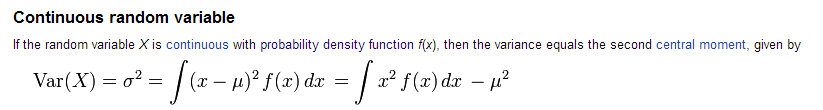 Continuous random variable
If the random variable X is continuous with probability density function f(x), then the variance equals the second central moment, given by
Var(X) = σ² = ∫(x − μ)² f(x) dx = ∫ x² f(x) dx − μ²